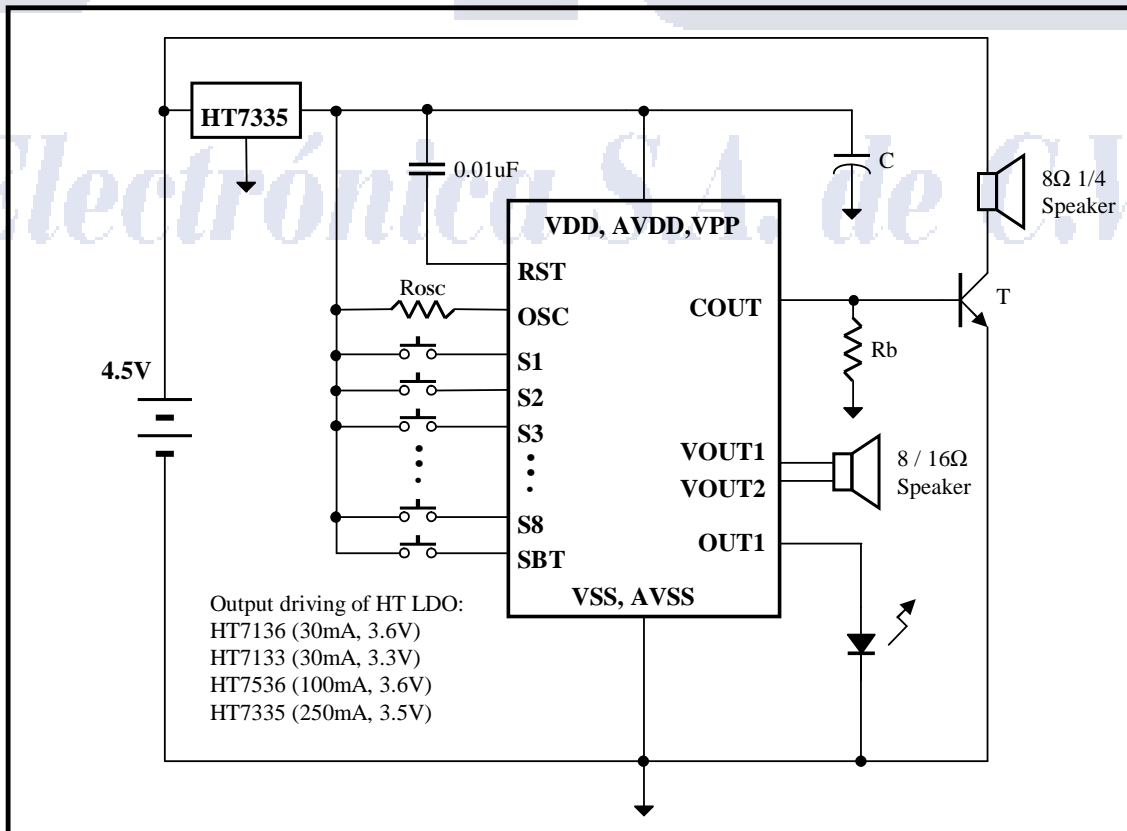 HT7335
Electrónica S.A. de C.V
0.01uF
C
8Ω 1/4
Speaker
VDD, AVDD,VPP
RST
Rosc
OSC
COUT
T
S1
Rb
4.5V
S2
S3
VOUT1
8 / 16Ω
VOUT2
Speaker
S8
OUT1
SBT
VSS, AVSS
Output driving of HT LDO:
HT7136 (30mA, 3.6V)
HT7133 (30mA, 3.3V)
HT7536 (100mA, 3.6V)
HT7335 (250mA, 3.5V)